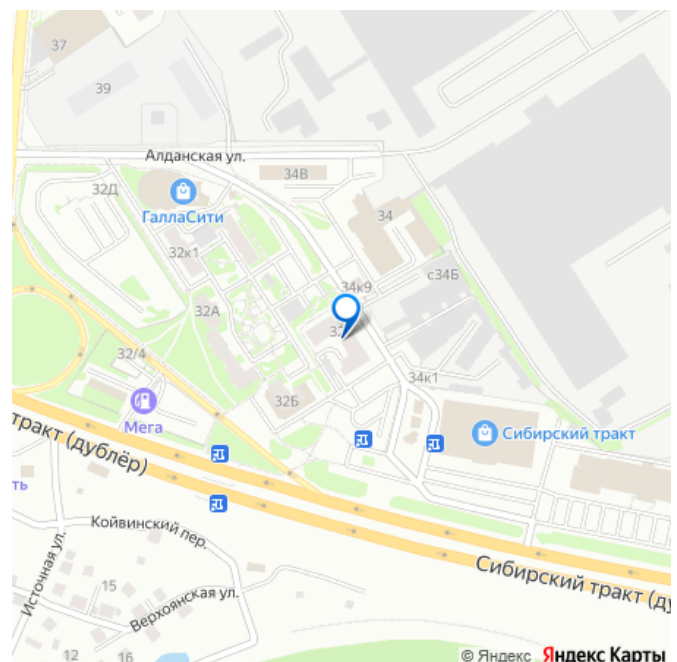 37
39
Алданская ул.
34В
32Д
34
ГаллаСити
32к1
с34Б
34к9
32А
32/4
34к1
32Б
Мега
Сибирский тракт
тракт (дублёр)
ть
Койвинский пер.
Источная ул.
15
Верхоянская ул.
Сибирский тракт (ду
12
16
© Яндекс Яндекс Карты